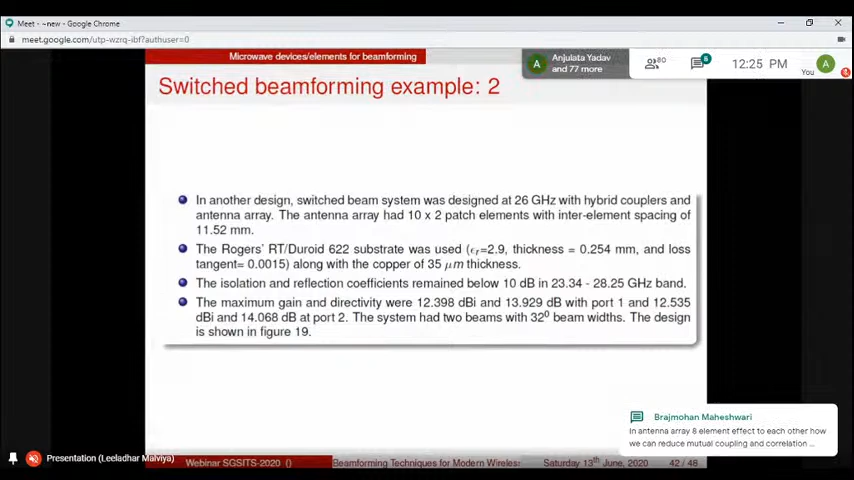 Meet - ~new - Google Chrome
meet.google.com/utp-wzrq-ibf?authuser=0
Microwave devices/elements for beamforming
Anjulata Yadav
and 77 more
A
80
6
12:25 PM
You
A
Switched beamforming example: 2
In another design, switched beam system was designed at 26 GHz with hybrid couplers and
antenna array. The antenna array had 10 x 2 patch elements with inter-element spacing of
11.52 mm.
The Rogers' RT/Duroid 622 substrate was used (ϵr=2.9, thickness = 0.254 mm, and loss
tangent= 0.0015) along with the copper of 35 μm thickness.
The isolation and reflection coefficients remained below 10 dB in 23.34 - 28.25 GHz band.
The maximum gain and directivity were 12.398 dBi and 13.929 dB with port 1 and 12.535
dBi and 14.068 dB at port 2. The system had two beams with 32⁰ beam widths. The design
is shown in figure 19.
Brajmohan Maheshwari
In antenna array 8 element effect to each other how
we can reduce mutual coupling and correlation ...
Presentation (Leeladhar Malviya)
Webinar SGSITS-2020 ()
Beamforming Techniques for Modern Wireless
Saturday 13th June, 2020
42 / 48